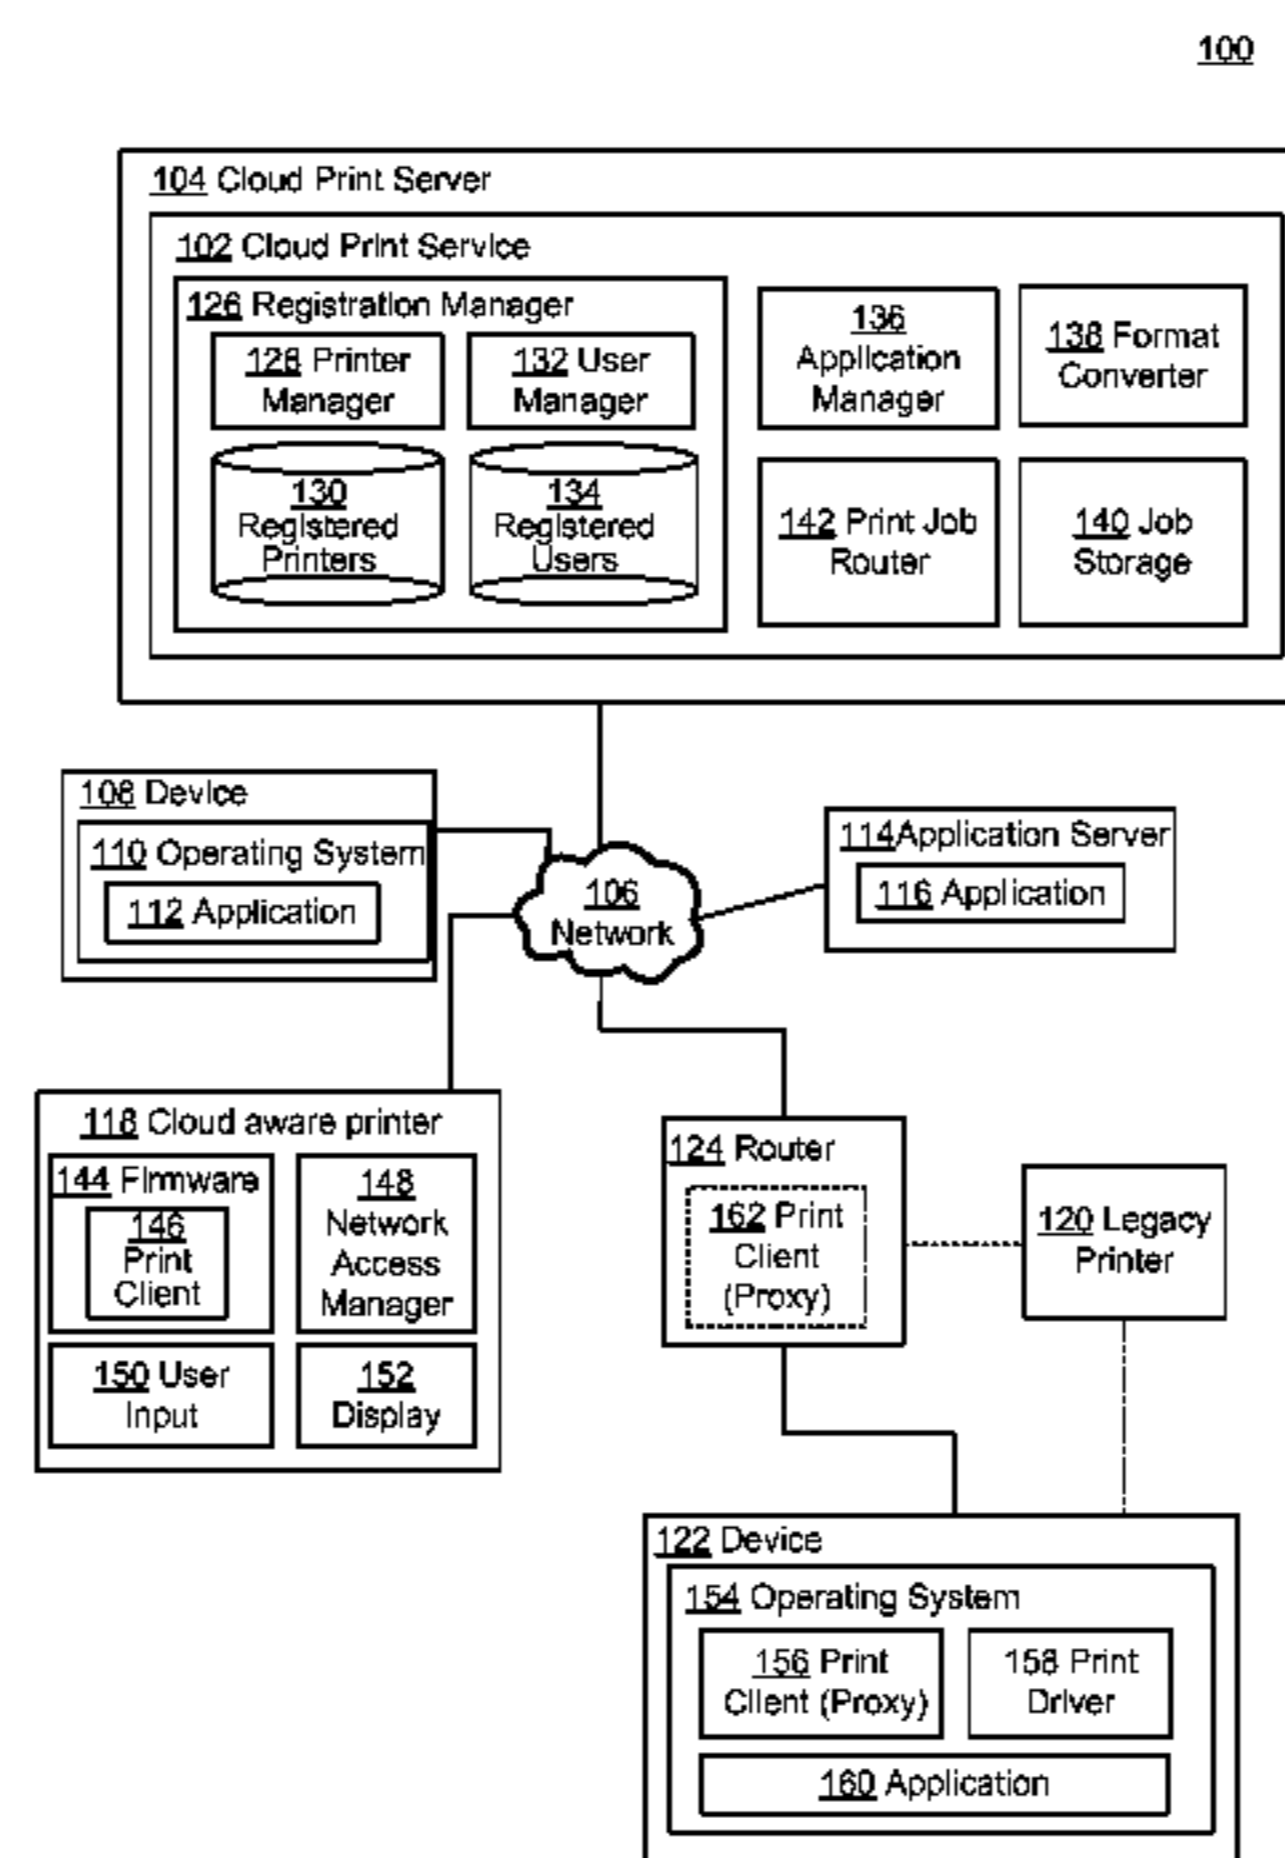 100
104 Cloud Print Server
102 Cloud Print Service
126 Registration Manager
128 Printer
Manager
132 User
Manager
130
Registered
Printers
134
Registered
Users
136
Application
Manager
138 Format
Converter
142 Print Job
Router
140 Job
Storage
108 Device
110 Operating System
112 Application
106
Network
114Application Server
116 Application
118 Cloud aware printer
144 Firmware
146
Print
Client
148
Network
Access
Manager
150 User
Input
152
Display
124 Router
162 Print
Client
(Proxy)
120 Legacy
Printer
122 Device
154 Operating System
156 Print
Client (Proxy)
158 Print
Driver
160 Application